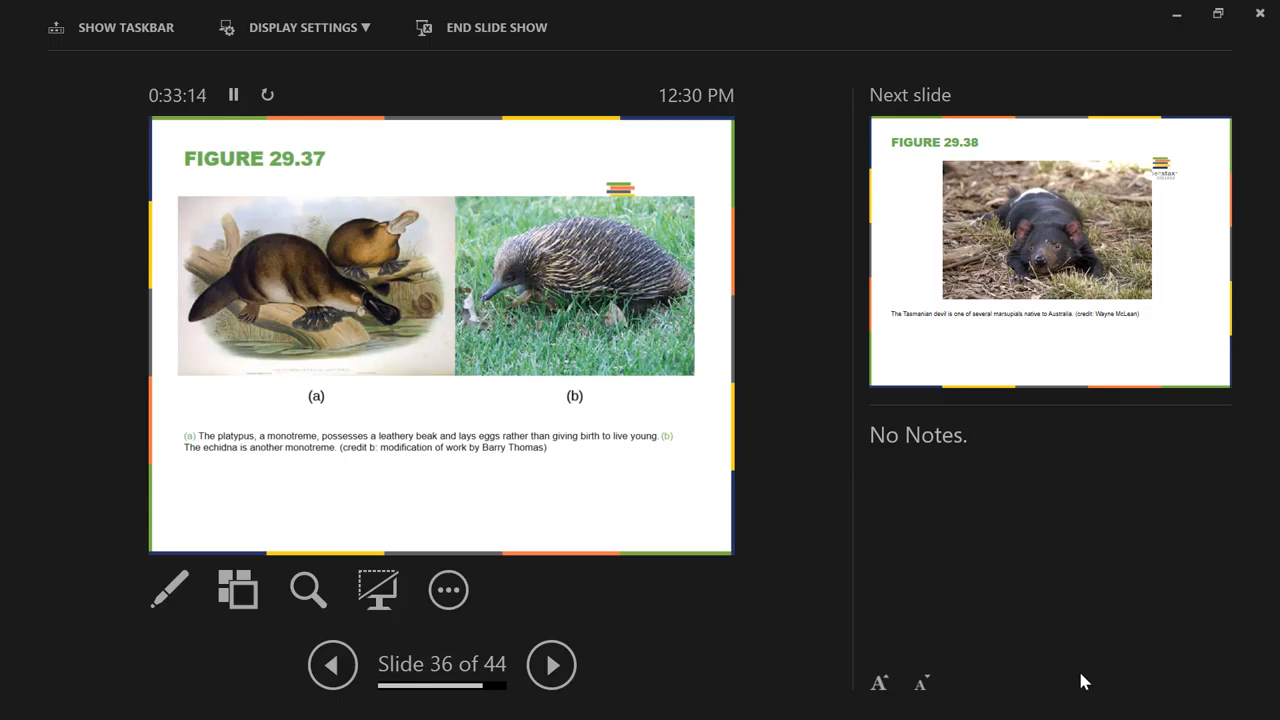 SHOW TASKBAR
DISPLAY SETTINGS ▼
END SLIDE SHOW
0:33:14
12:30 PM
FIGURE 29.37
(a)
(b)
(a) The platypus, a monotreme, possesses a leathery beak and lays eggs rather than giving birth to live young. (b)
The echidna is another monotreme. (credit b: modification of work by Barry Thomas)
Slide 36 of 44
Next slide
FIGURE 29.38
COLLEGE
The Tasmanian devil is one of several marsupials native to Australia. (credit: Wayne McLean)
No Notes.
A
A